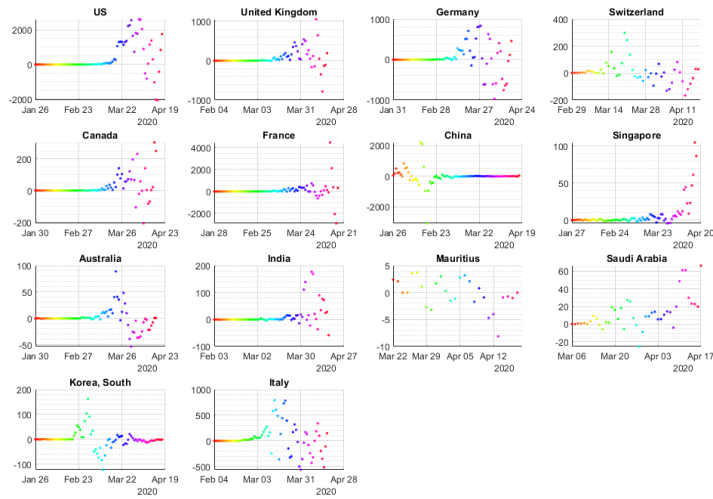 US
2000
0
-2000
Jan 26 Feb 23 Mar 22 Apr 19
2020
United Kingdom
1000
0
-1000
Feb 04 Mar 03 Mar 31 Apr 28
2020
Germany
1000
0
-1000
Jan 31 Feb 28 Mar 27 Apr 24
2020
Switzerland
400
200
0
-200
Feb 29 Mar 14 Mar 28 Apr 11
2020
Canada
200
0
-200
Jan 30 Feb 27 Mar 26 Apr 23
2020
France
4000
2000
0
-2000
Jan 28 Feb 25 Mar 24 Apr 21
2020
China
2000
0
-2000
Jan 26 Feb 23 Mar 22 Apr 19
2020
Singapore
100
50
0
Jan 27 Feb 24 Mar 23 Apr 20
2020
Australia
100
50
0
-50
Jan 30 Feb 27 Mar 26 Apr 23
2020
India
200
100
0
-100
Feb 03 Mar 02 Mar 30 Apr 27
2020
Mauritius
5
0
-5
-10
Mar 22 Mar 29 Apr 05 Apr 12
2020
Saudi Arabia
60
40
20
0
-20
Mar 06 Mar 20 Apr 03 Apr 17
2020
Korea, South
200
100
0
-100
Jan 26 Feb 23 Mar 22 Apr 19
2020
Italy
1000
500
0
-500
Feb 04 Mar 03 Mar 31 Apr 28
2020